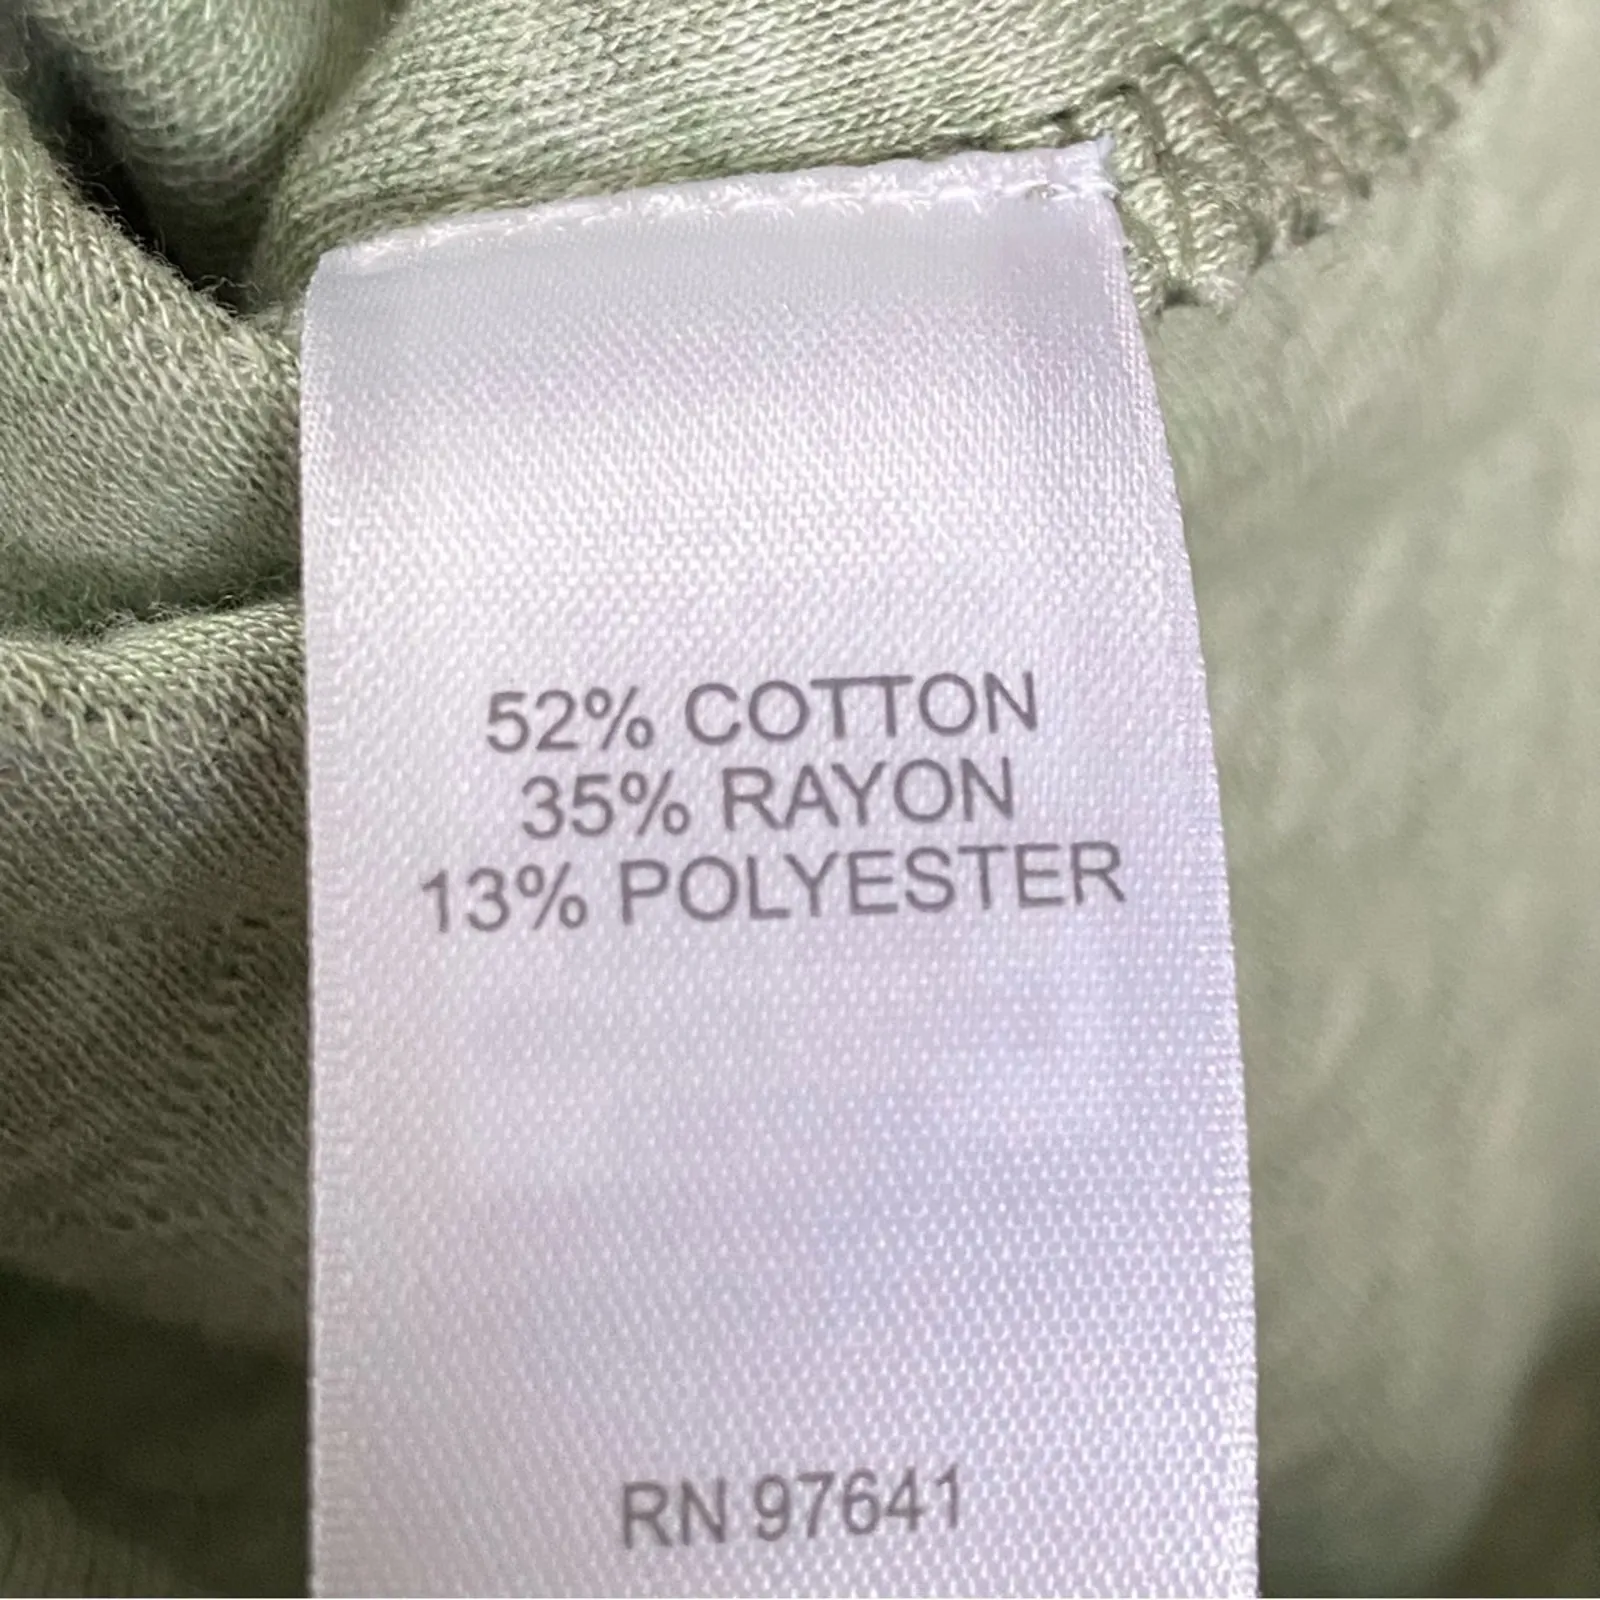 52% COTTON
35% RAYON
13% POLYESTER
RN 97641